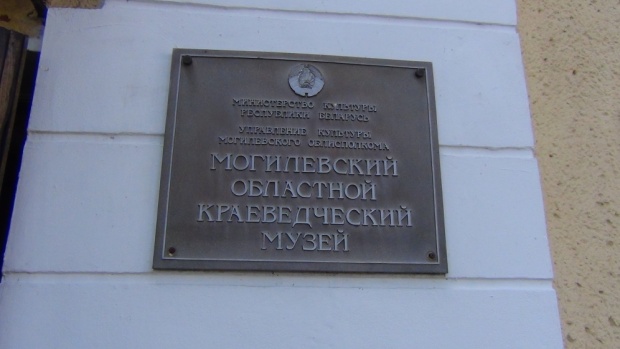 МИНИСТЕРСТВО КУЛЬТУРЫ
РЕСПУБЛИКИ БЕЛАРУСЬ
УПРАВЛЕНИЕ КУЛЬТУРЫ
МОГИЛЕВСКОГО ОБЛИСПОЛКОМА
МОГИЛЕВСКИЙ
ОБЛАСТНОЙ
КРАЕВЕДЧЕСКИЙ
МУЗЕЙ